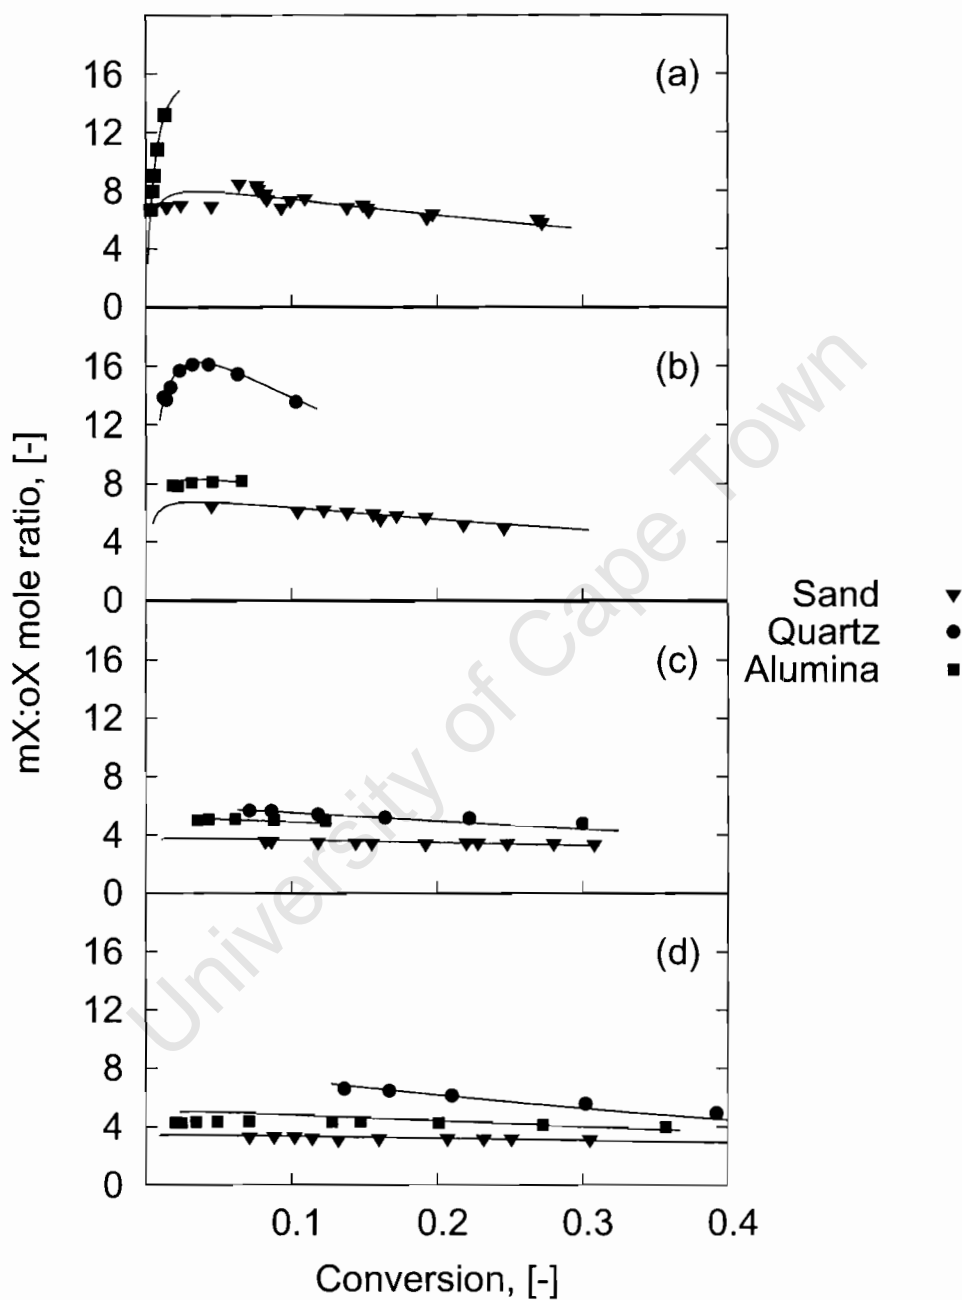 mX:oX mole ratio, [-]
16
12
8
4
0
(a)
16
12
8
4
0
(b)
16
12
8
4
0
(c)
16
12
8
4
0
(d)
0.1 0.2 0.3 0.4
Conversion, [-]
Sand
Quartz
Alumina
University of Cape Town